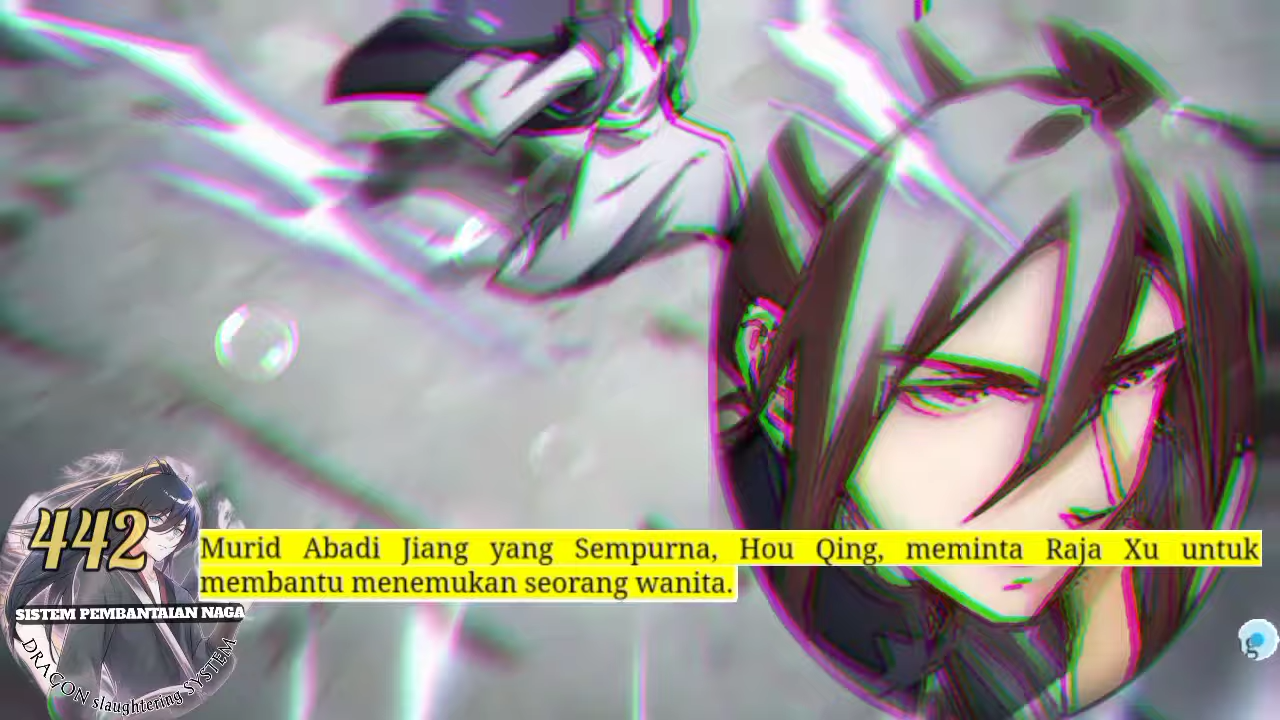 442
Murid Abadi Jiang yang Sempurna, Hou Qing, meminta Raja Xu untuk
membantu menemukan seorang wanita.
SISTEM PEMBANTAIAN NAGA
DRAGON slaughtering SYSTEM
g